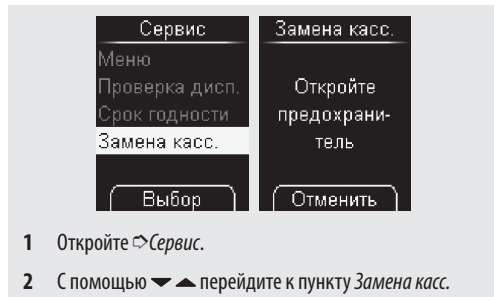 Сервис
Меню
Проверка дисп.
Срок годности
Замена касс.
Выбор
Замена касс.
Откройте
предохрани-
тель
Отменить
1 Откройте ➪Сервис.
2 С помощью ▼ ▲ перейдите к пункту Замена касс.